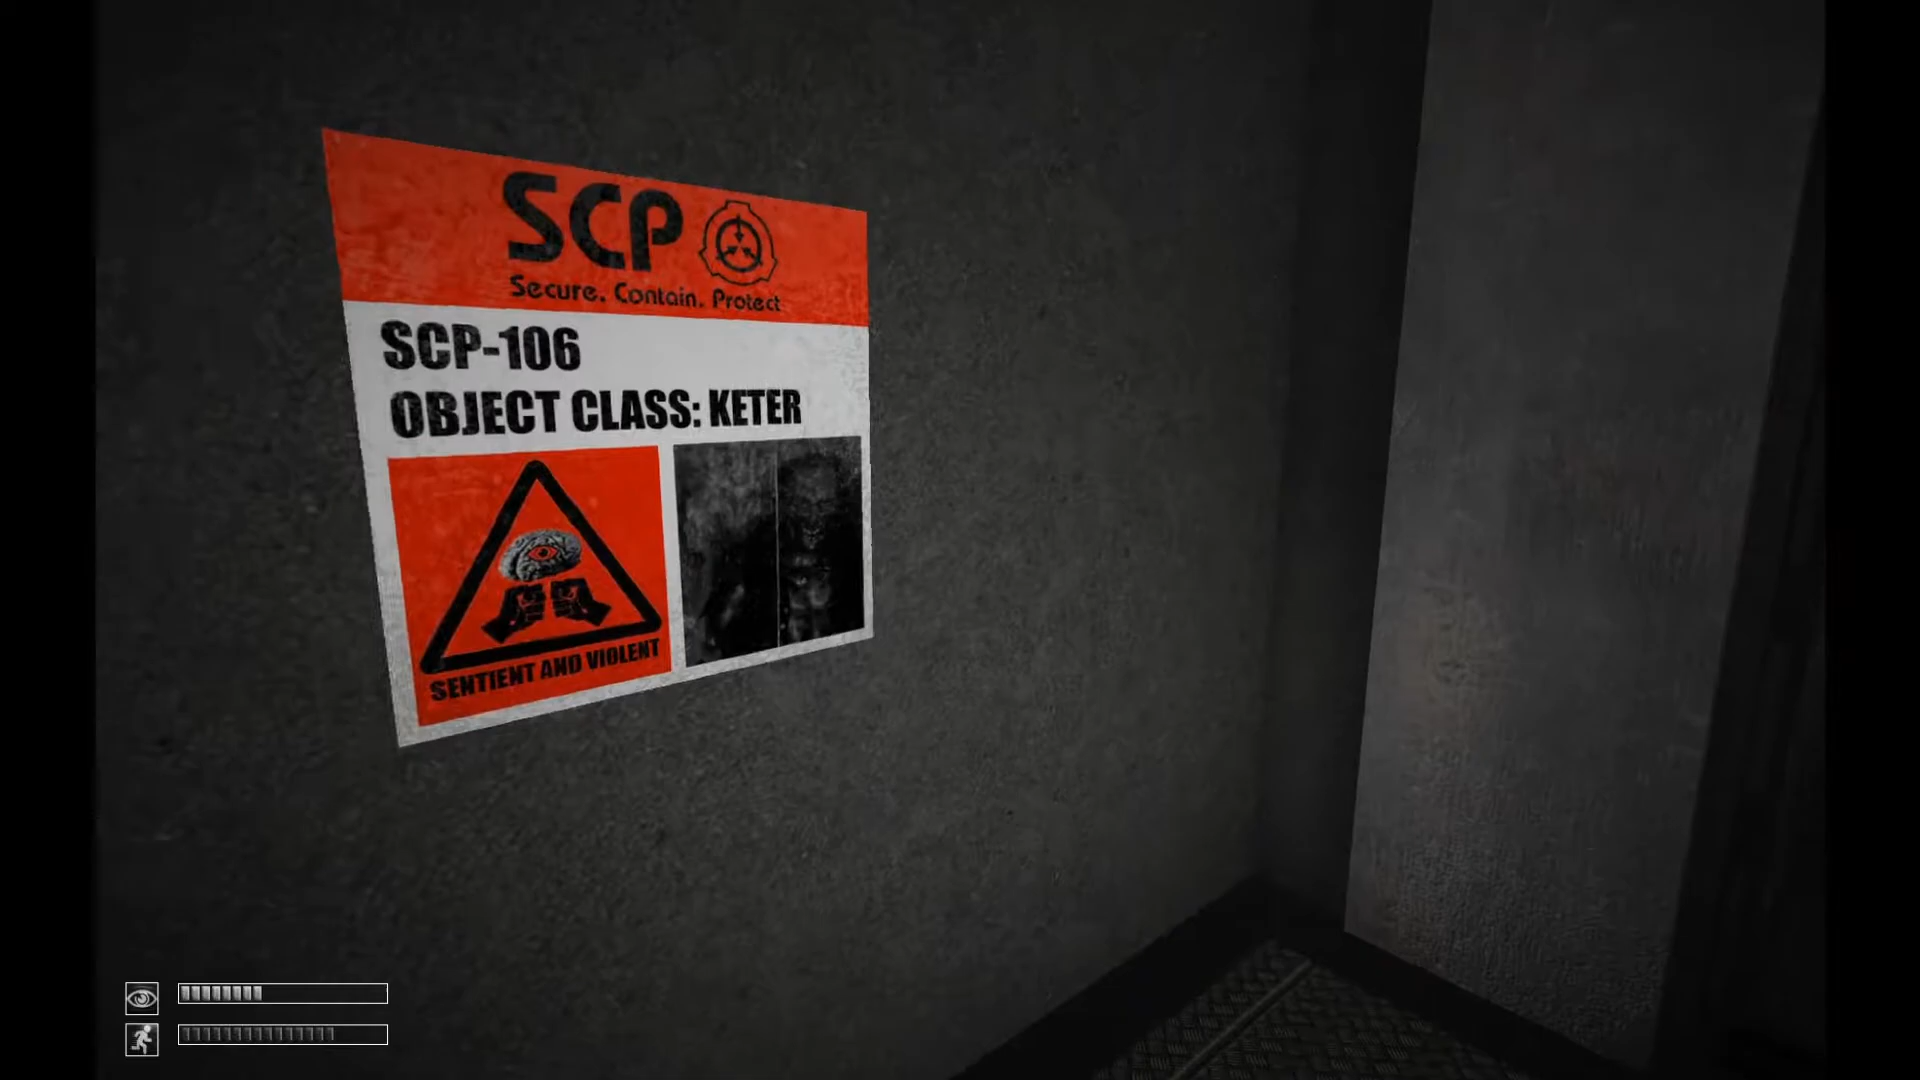 SCP
Secure. Contain. Protect
SCP-106
OBJECT CLASS: KETER
SENTIENT AND VIOLENT